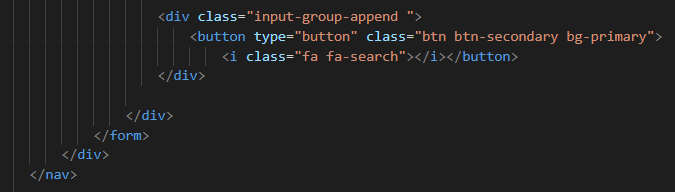 <div class="input-group-append ">
<button type="button" class="btn btn-secondary bg-primary">
<i class="fa fa-search"></i></button>
</div>
</div>
</form>
</div>
</nav>